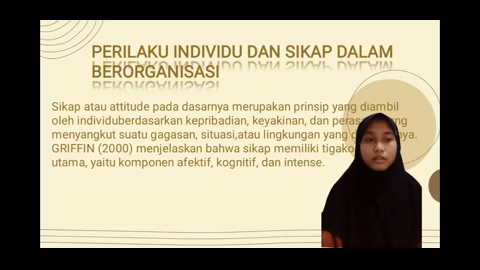 PERILAKU INDIVIDU DAN SIKAP DALAM
BERORGANISASI
Sikap atau attitude pada dasarnya merupakan prinsip yang diambil
oleh individuberdasarkan kepribadian, keyakinan, dan
menyangkut suatu gagasan, situasi,atau lingkungan yang
GRIFFIN (2000) menjelaskan bahwa sikap memiliki
utama, yaitu komponen afektif, kognitif, dan intense.